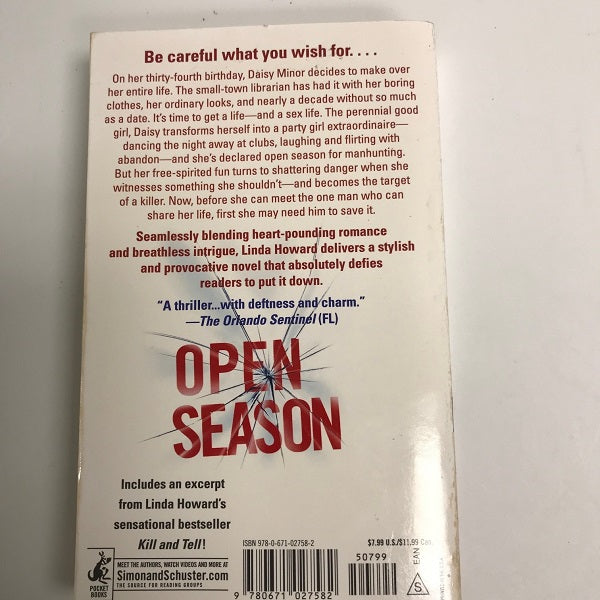 Be careful what you wish for. . . .
On her thirty-fourth birthday, Daisy Minor decides to make over
her entire life. The small-town librarian has had it with her boring
clothes, her ordinary looks, and nearly a decade without so much
as a date. It's time to get a life—and a sex life. The perennial good
girl, Daisy transforms herself into a party girl extraordinaire—
dancing the night away at clubs, laughing and flirting with
abandon—and she's declared open season for manhunting.
But her free-spirited fun turns to shattering danger when she
witnesses something she shouldn't—and becomes the target
of a killer. Now, before she can meet the one man who can
share her life, first she may need him to save it.
Seamlessly blending heart-pounding romance
and breathless intrigue, Linda Howard delivers a stylish
and provocative novel that absolutely defies
readers to put it down.
"A thriller...with deftness and charm."
—The Orlando Sentinel (FL)
OPEN
SEASON
Includes an excerpt
from Linda Howard's
sensational bestseller
Kill and Tell!
POCKET
BOOKS
MEET THE AUTHORS, WATCH VIDEOS AND MORE AT
SimonandSchuster.com
THE SOURCE FOR READING GROUPS
ISBN 978-0-671-02758-2
9 780671 027582
$7.99 U.S./$11.99 Can.
50799
EAN
S